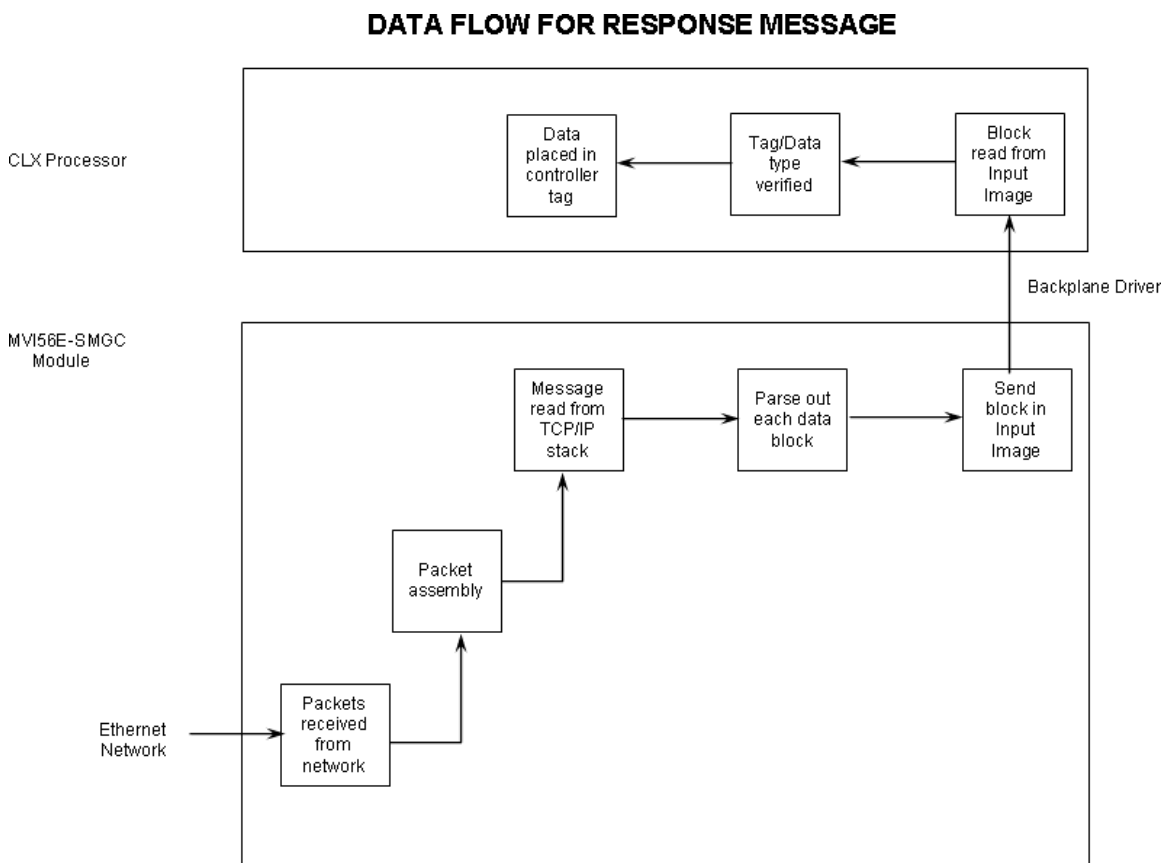 DATA FLOW FOR RESPONSE MESSAGE
CLX Processor
Data
placed in
controller
tag
Tag/Data
type
verified
Block
read from
Input
Image
Backplane Driver
MVI56E-SMGC
Module
Message
read from
TCP/IP
stack
Parse out
each data
block
Send
block in
Input
Image
Packet
assembly
Packets
received
from
network
Ethernet
Network